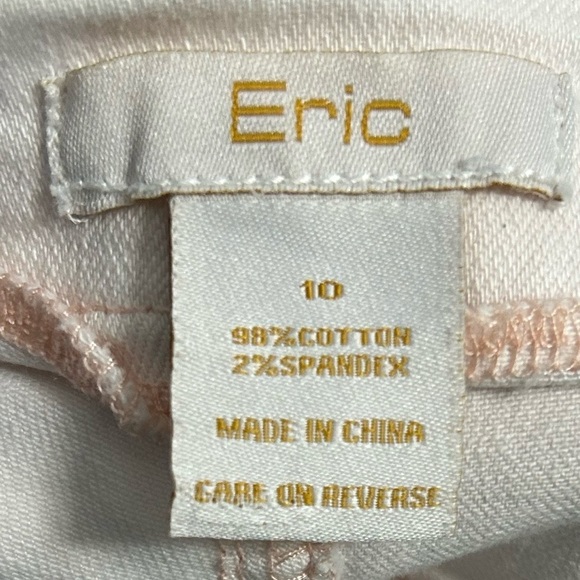 Eric
10
98%COTTON
2%SPANDEX
MADE IN CHINA
CARE ON REVERSE